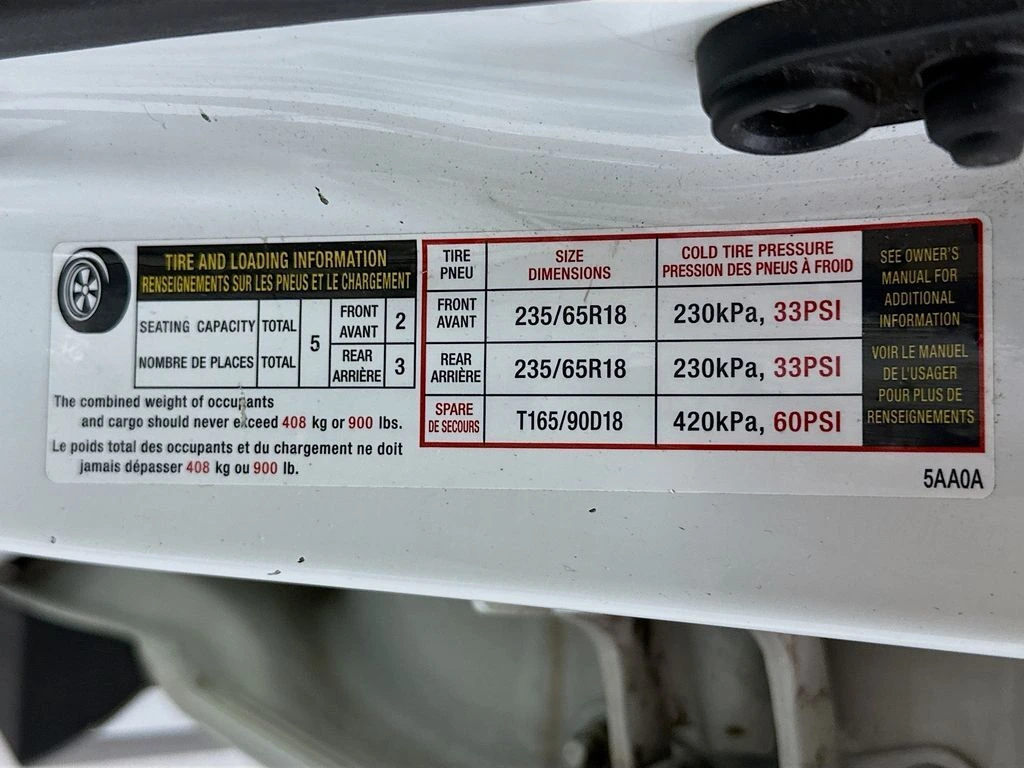 TIRE AND LOADING INFORMATION
RENSEIGNEMENTS SUR LES PNEUS ET LE CHARGEMENT
SEATING CAPACITY TOTAL
NOMBRE DE PLACES TOTAL
5
FRONT
AVANT
2
REAR
ARRIÈRE
3
The combined weight of occupants
and cargo should never exceed 408 kg or 900 lbs.
Le poids total des occupants et du chargement ne doit
jamais dépasser 408 kg ou 900 lb.
TIRE
PNEU
SIZE
DIMENSIONS
COLD TIRE PRESSURE
PRESSION DES PNEUS À FROID
FRONT
AVANT
235/65R18
230kPa, 33PSI
REAR
ARRIÈRE
235/65R18
230kPa, 33PSI
SPARE
DE SECOURS
T165/90D18
420kPa, 60PSI
SEE OWNER'S
MANUAL FOR
ADDITIONAL
INFORMATION
VOIR LE MANUEL
DE L'USAGER
POUR PLUS DE
RENSEIGNEMENTS
5AA0A